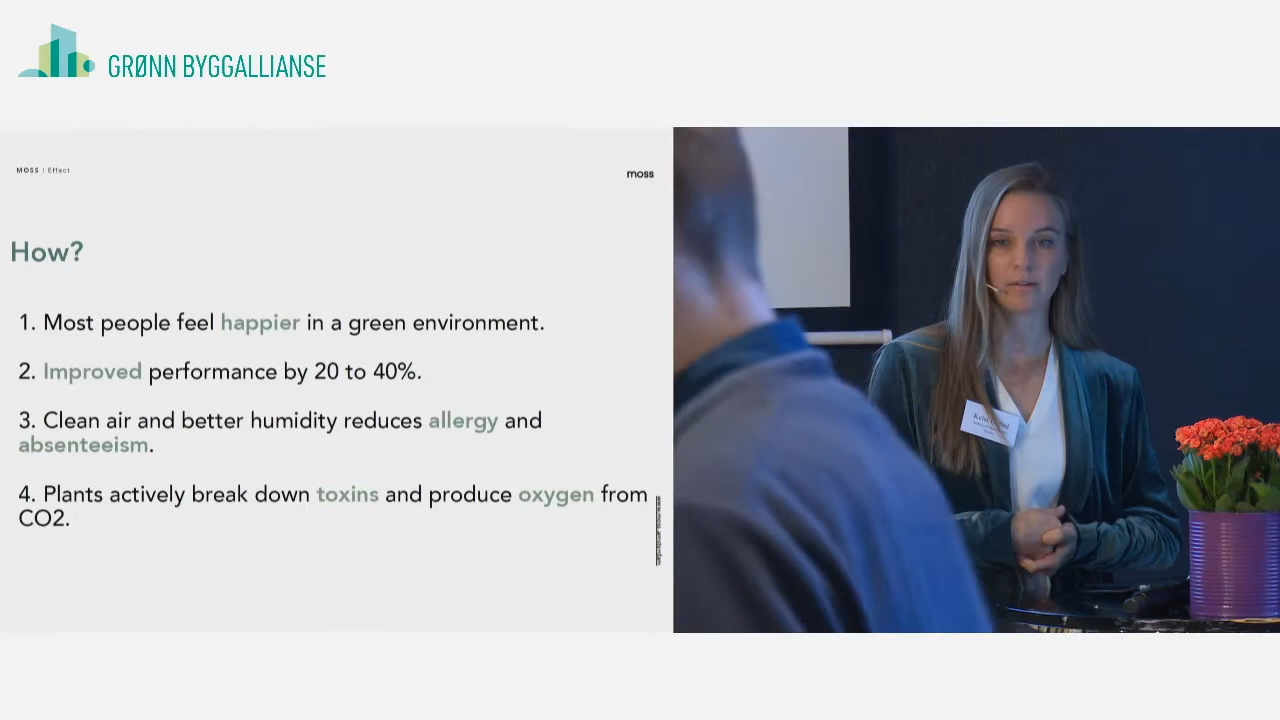 GRØNN BYGGALLIANSE
MOSS | Effect
moss
How?
1. Most people feel happier in a green environment.
2. Improved performance by 20 to 40%.
3. Clean air and better humidity reduces allergy and
absenteeism.
4. Plants actively break down toxins and produce oxygen from
CO2.